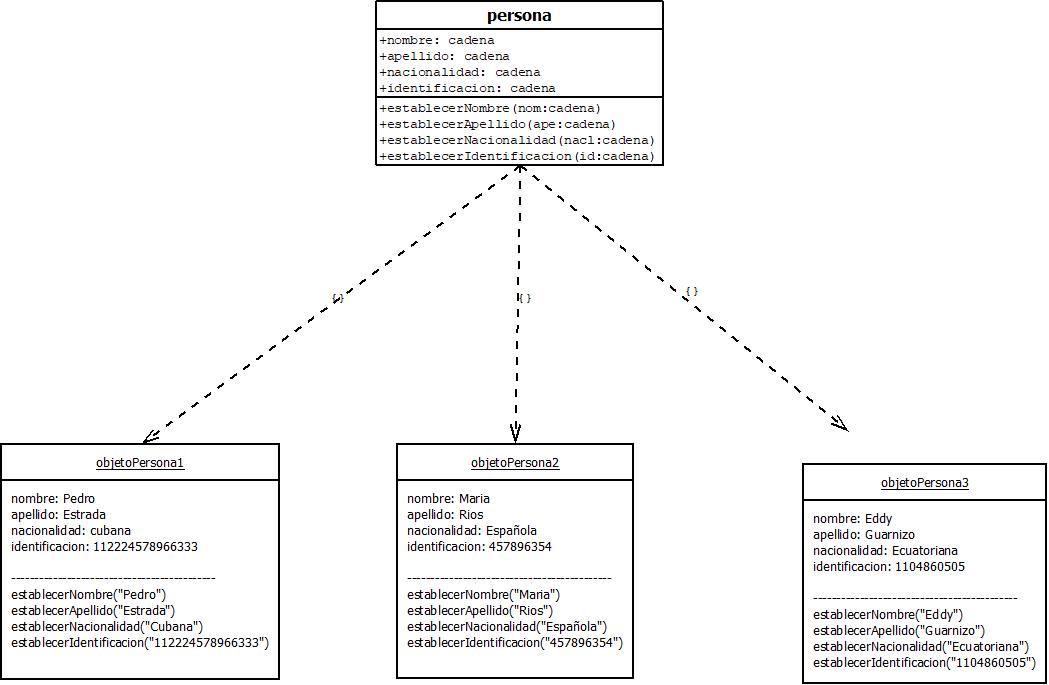 persona
+nombre: cadena
+apellido: cadena
+nacionalidad: cadena
+identificacion: cadena
+establecerNombre(nom:cadena)
+establecerApellido(ape:cadena)
+establecerNacionalidad(nacl:cadena)
+establecerIdentificacion(id:cadena)
{}
{}
{}
objetoPersona1
nombre: Pedro
apellido: Estrada
nacionalidad: cubana
identificacion: 112224578966333
--------------------------------------------
establecerNombre("Pedro")
establecerApellido("Estrada")
establecerNacionalidad("Cubana")
establecerIdentificacion("112224578966333")
objetoPersona2
nombre: Maria
apellido: Rios
nacionalidad: Española
identificacion: 457896354
--------------------------------------------
establecerNombre("Maria")
establecerApellido("Rios")
establecerNacionalidad("Española")
establecerIdentificacion("457896354")
objetoPersona3
nombre: Eddy
apellido: Guarnizo
nacionalidad: Ecuatoriana
identificacion: 1104860505
--------------------------------------------
establecerNombre("Eddy")
establecerApellido("Guarnizo")
establecerNacionalidad("Ecuatoriana")
establecerIdentificacion("1104860505")